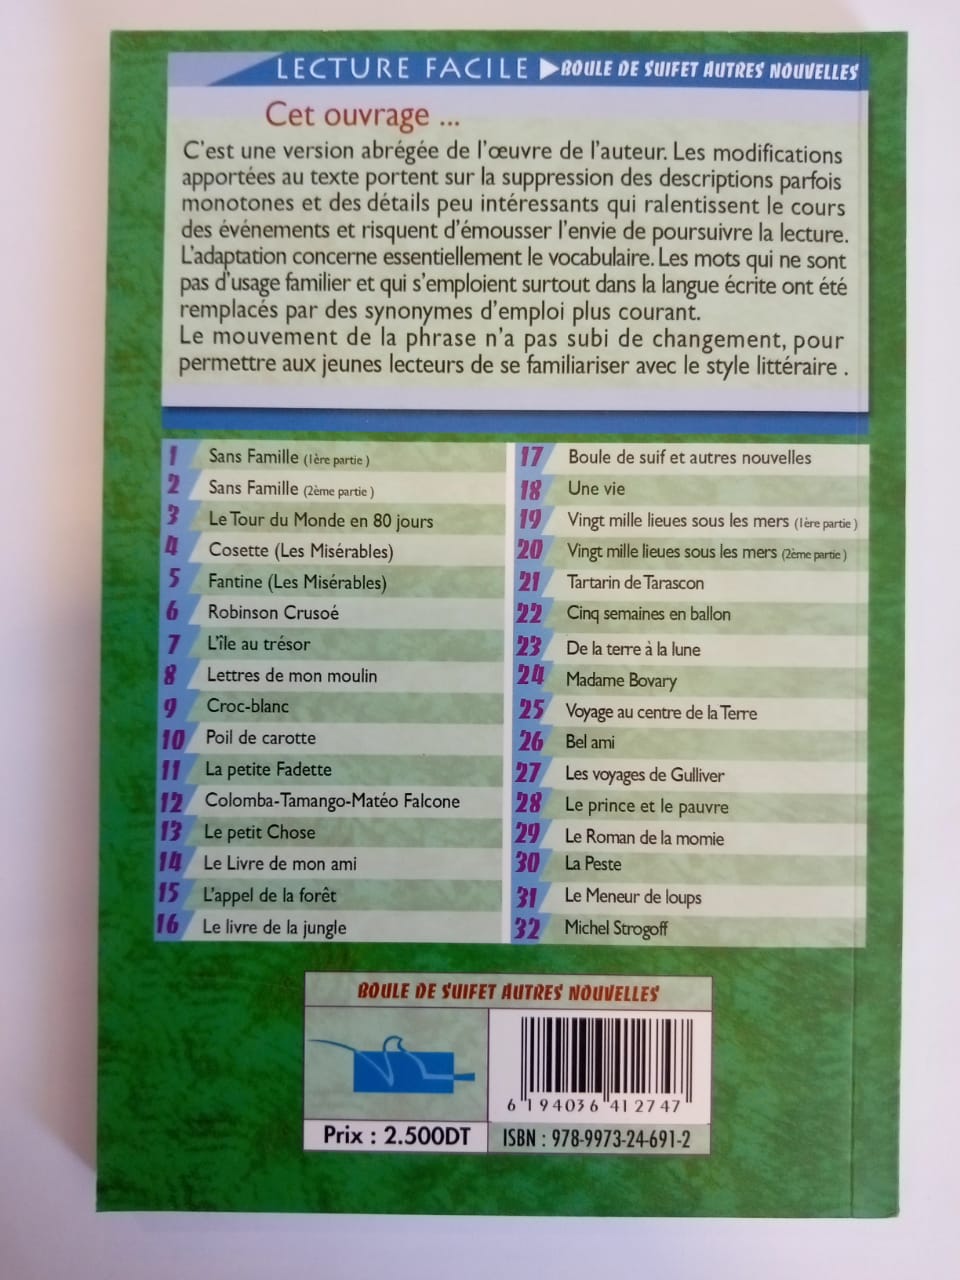 LECTURE FACILE ▶BOULE DE SUIFET AUTRES NOUVELLES
Cet ouvrage ...
C'est une version abrégée de l'œuvre de l'auteur. Les modifications
apportées au texte portent sur la suppression des descriptions parfois
monotones et des détails peu intéressants qui ralentissent le cours
des événements et risquent d'émousser l'envie de poursuivre la lecture.
L'adaptation concerne essentiellement le vocabulaire. Les mots qui ne sont
pas d'usage familier et qui s'emploient surtout dans la langue écrite ont été
remplacés par des synonymes d'emploi plus courant.
Le mouvement de la phrase n'a pas subi de changement, pour
permettre aux jeunes lecteurs de se familiariser avec le style littéraire .
1 Sans Famille (1ère partie )
2 Sans Famille (2ème partie )
3 Le Tour du Monde en 80 jours
4 Cosette (Les Misérables)
5 Fantine (Les Misérables)
6 Robinson Crusoé
7 L'île au trésor
8 Lettres de mon moulin
9 Croc-blanc
10 Poil de carotte
11 La petite Fadette
12 Colomba-Tamango-Matéo Falcone
13 Le petit Chose
14 Le Livre de mon ami
15 L'appel de la forêt
16 Le livre de la jungle
17 Boule de suif et autres nouvelles
18 Une vie
19 Vingt mille lieues sous les mers (1ère partie )
20 Vingt mille lieues sous les mers (2ème partie )
21 Tartarin de Tarascon
22 Cinq semaines en ballon
23 De la terre à la lune
24 Madame Bovary
25 Voyage au centre de la Terre
26 Bel ami
27 Les voyages de Gulliver
28 Le prince et le pauvre
29 Le Roman de la momie
30 La Peste
31 Le Meneur de loups
32 Michel Strogoff
BOULE DE SUIFET AUTRES NOUVELLES
6 194036 412747
Prix : 2.500DT
ISBN : 978-9973-24-691-2